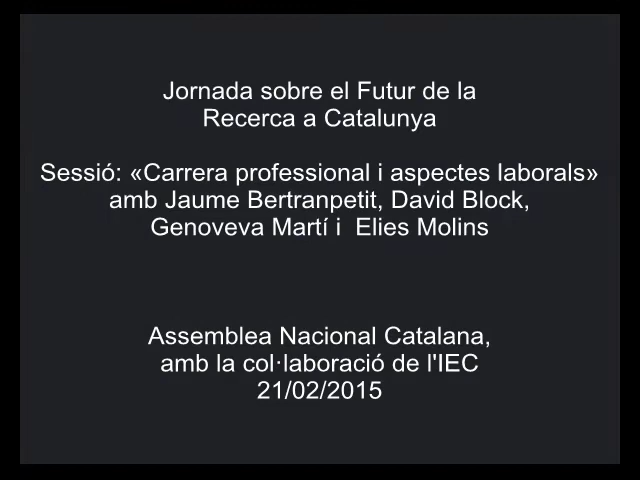 Jornada sobre el Futur de la
Recerca a Catalunya
Sessió: «Carrera professional i aspectes laborals»
amb Jaume Bertranpetit, David Block,
Genoveva Martí i  Elies Molins
Assemblea Nacional Catalana,
amb la col·laboració de l'IEC
21/02/2015